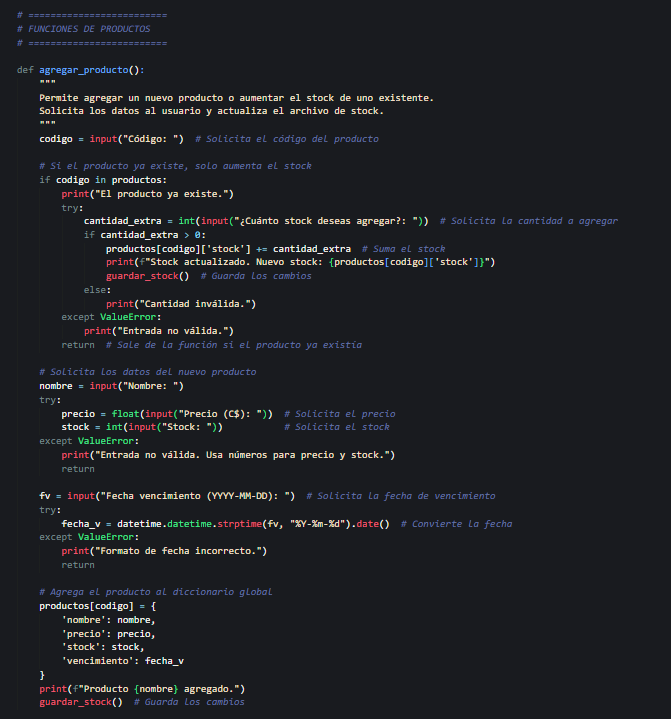 # =========================
# FUNCIONES DE PRODUCTOS
# =========================
def agregar_producto():
"""
Permite agregar un nuevo producto o aumentar el stock de uno existente.
Solicita los datos al usuario y actualiza el archivo de stock.
"""
codigo = input("Código: ")  # Solicita el código del producto
# Si el producto ya existe, solo aumenta el stock
if codigo in productos:
print("El producto ya existe.")
try:
cantidad_extra = int(input("¿Cuánto stock deseas agregar?: "))  # Solicita la cantidad a agregar
if cantidad_extra > 0:
productos[codigo]['stock'] += cantidad_extra  # Suma el stock
print(f"Stock actualizado. Nuevo stock: {productos[codigo]['stock']}")
guardar_stock()  # Guarda los cambios
else:
print("Cantidad inválida.")
except ValueError:
print("Entrada no válida.")
return  # Sale de la función si el producto ya existía
# Solicita los datos del nuevo producto
nombre = input("Nombre: ")
try:
precio = float(input("Precio (C$): "))  # Solicita el precio
stock = int(input("Stock: "))           # Solicita el stock
except ValueError:
print("Entrada no válida. Usa números para precio y stock.")
return
fv = input("Fecha vencimiento (YYYY-MM-DD): ")  # Solicita la fecha de vencimiento
try:
fecha_v = datetime.datetime.strptime(fv, "%Y-%m-%d").date()  # Convierte la fecha
except ValueError:
print("Formato de fecha incorrecto.")
return
# Agrega el producto al diccionario global
productos[codigo] = {
'nombre': nombre,
'precio': precio,
'stock': stock,
'vencimiento': fecha_v
}
print(f"Producto {nombre} agregado.")
guardar_stock()  # Guarda los cambios